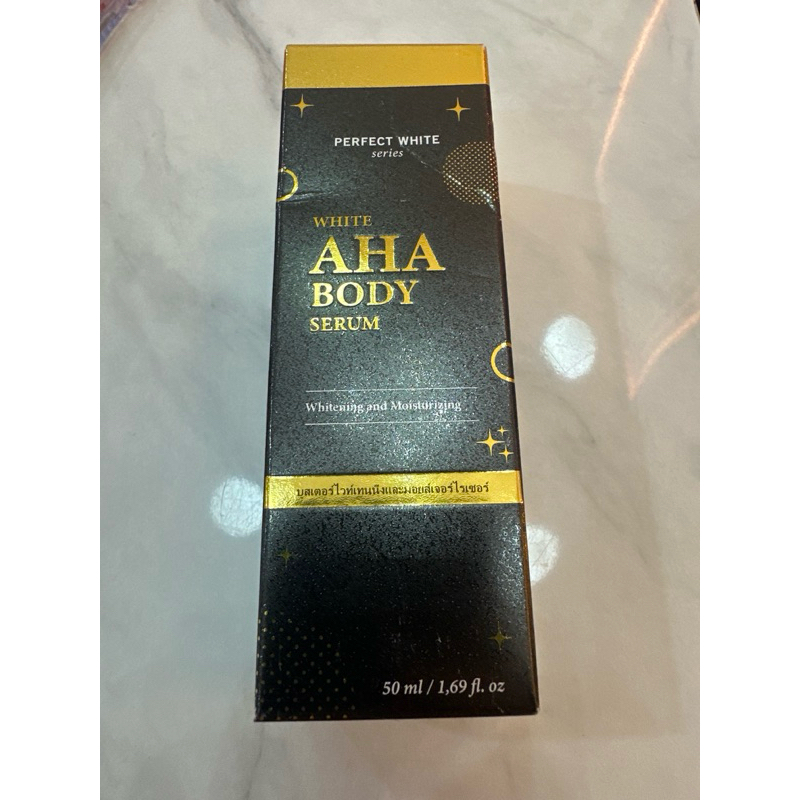 PERFECT WHITE
series
WHITE
AHA
BODY
SERUM
Whitening and Moisturizing
บูสเตอร์ไวท์เทนนิ่งและมอยส์เจอร์ไรเซอร์
50 ml / 1,69 fl. oz